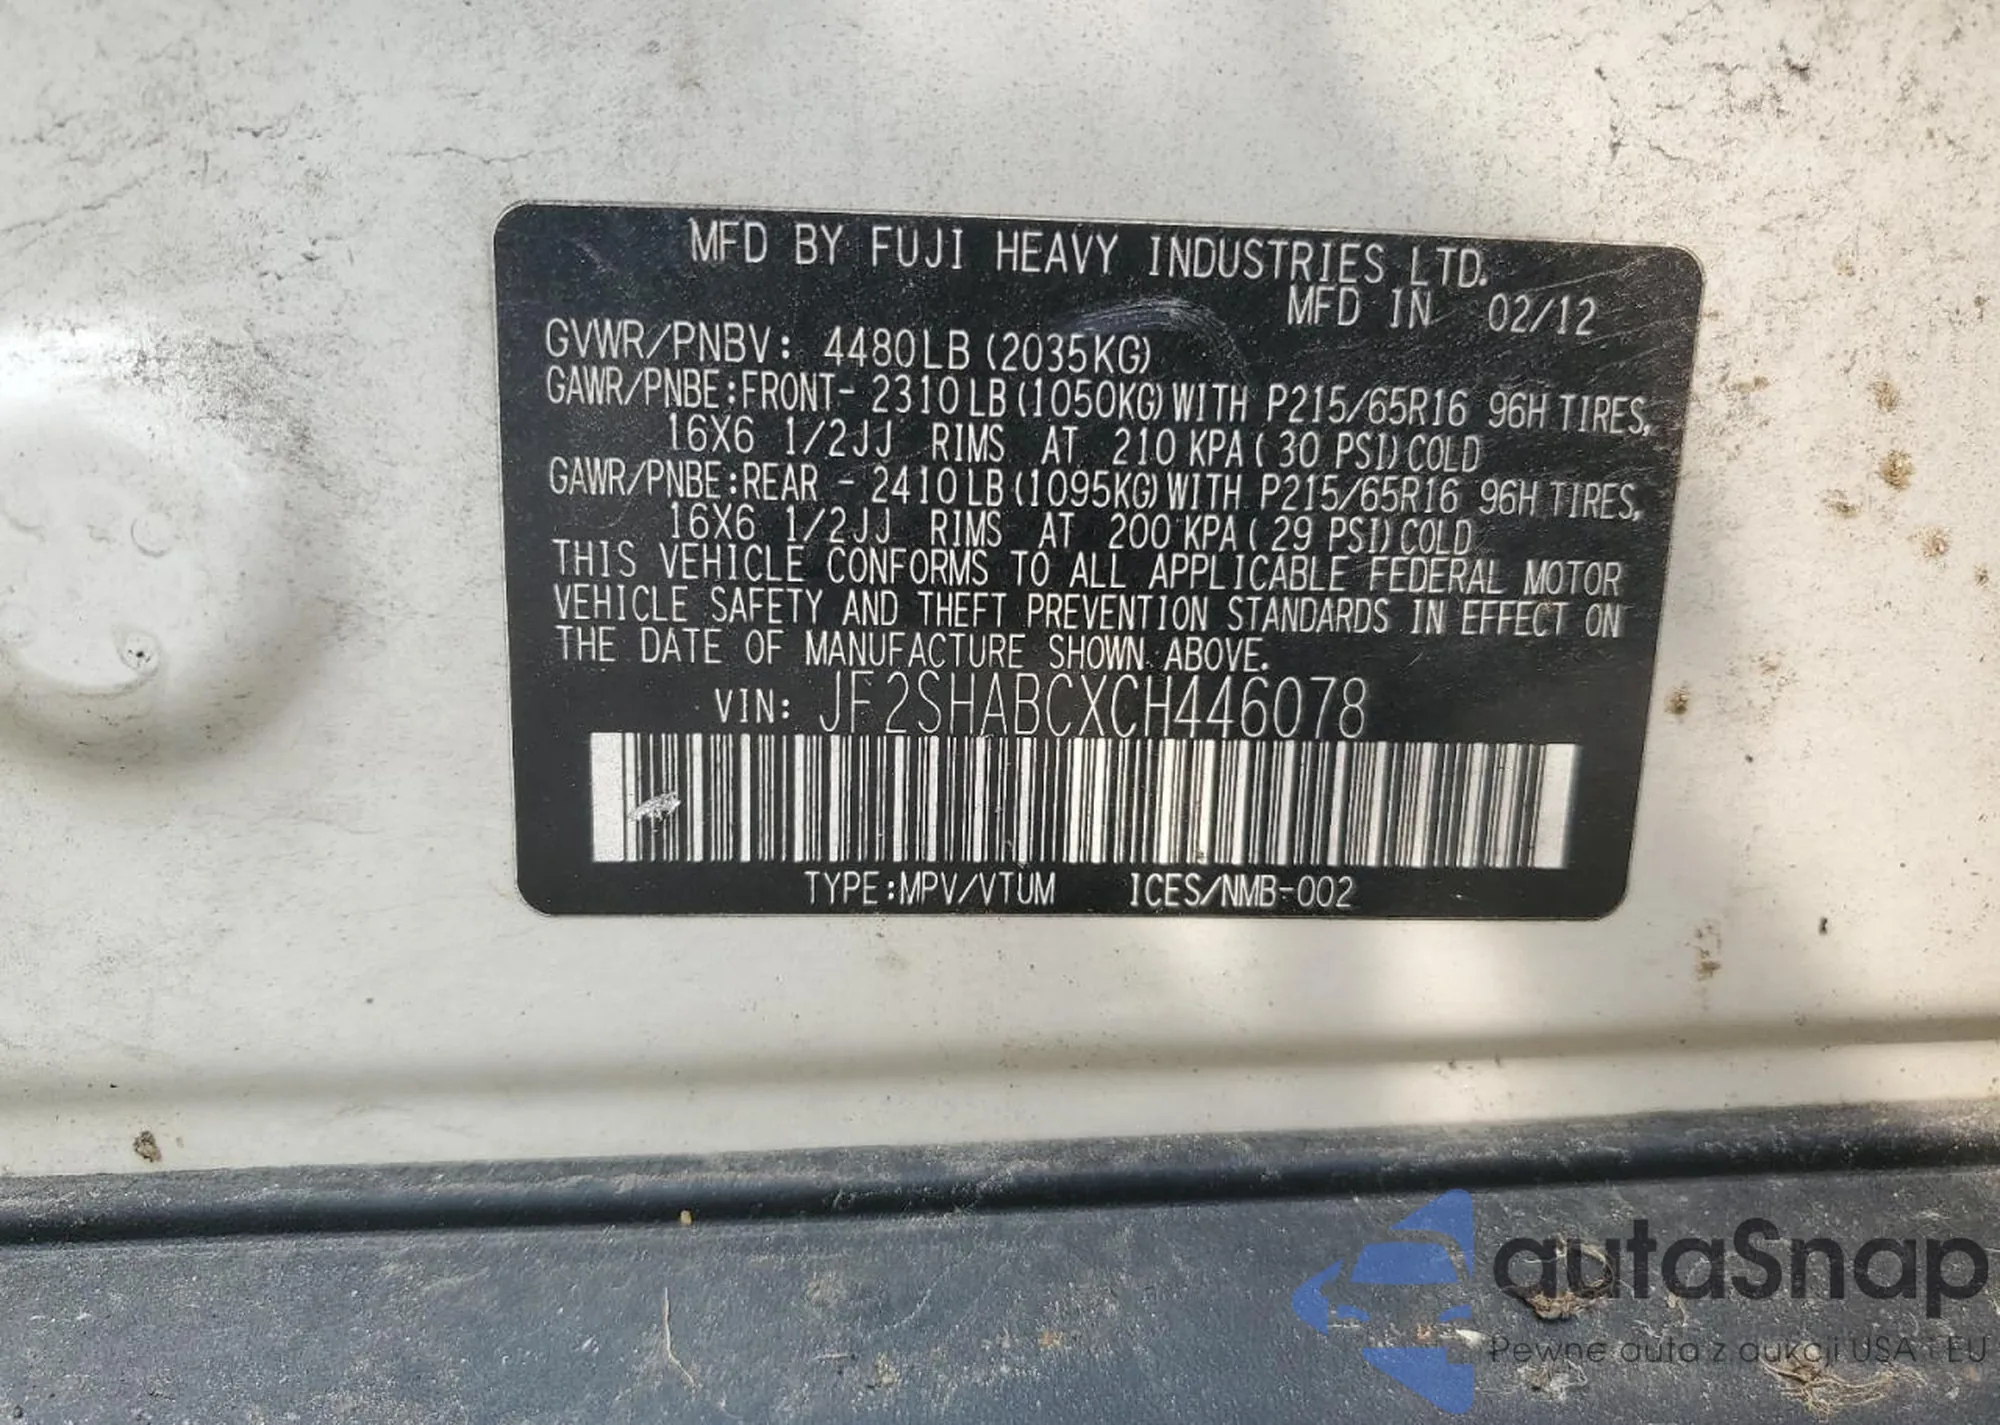 MFD BY FUJI HEAVY INDUSTRIES LTD.
MFD IN 02/12
GVWR/PNBV: 4480LB (2035KG)
GAWR/PNBE:FRONT- 2310LB(1050KG)WITH P215/65R16 96H TIRES,
16X6 1/2JJ RIMS AT 210 KPA( 30 PSI)COLD
GAWR/PNBE:REAR - 2410LB(1095KG)WITH P215/65R16 96H TIRES,
16X6 1/2JJ RIMS AT 200 KPA( 29 PSI)COLD
THIS VEHICLE CONFORMS TO ALL APPLICABLE FEDERAL MOTOR
VEHICLE SAFETY AND THEFT PREVENTION STANDARDS IN EFFECT ON
THE DATE OF MANUFACTURE SHOWN ABOVE.
VIN: JF2SHABCXCH446078
TYPE:MPV/VTUM ICES/NMB-002
autaSnap
Pewne auta z aukcji USA i EU